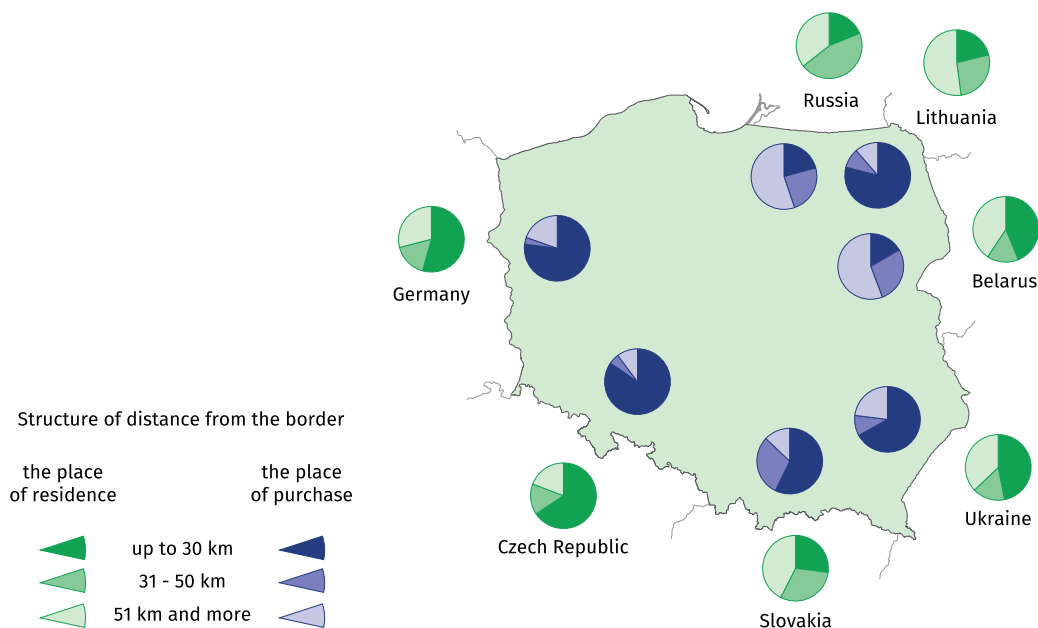 Russia
Lithuania
Belarus
Germany
Structure of distance from the border
the place
of residence
the place
of purchase
up to 30 km
31 - 50 km
51 km and more
Czech Republic
Ukraine
Slovakia